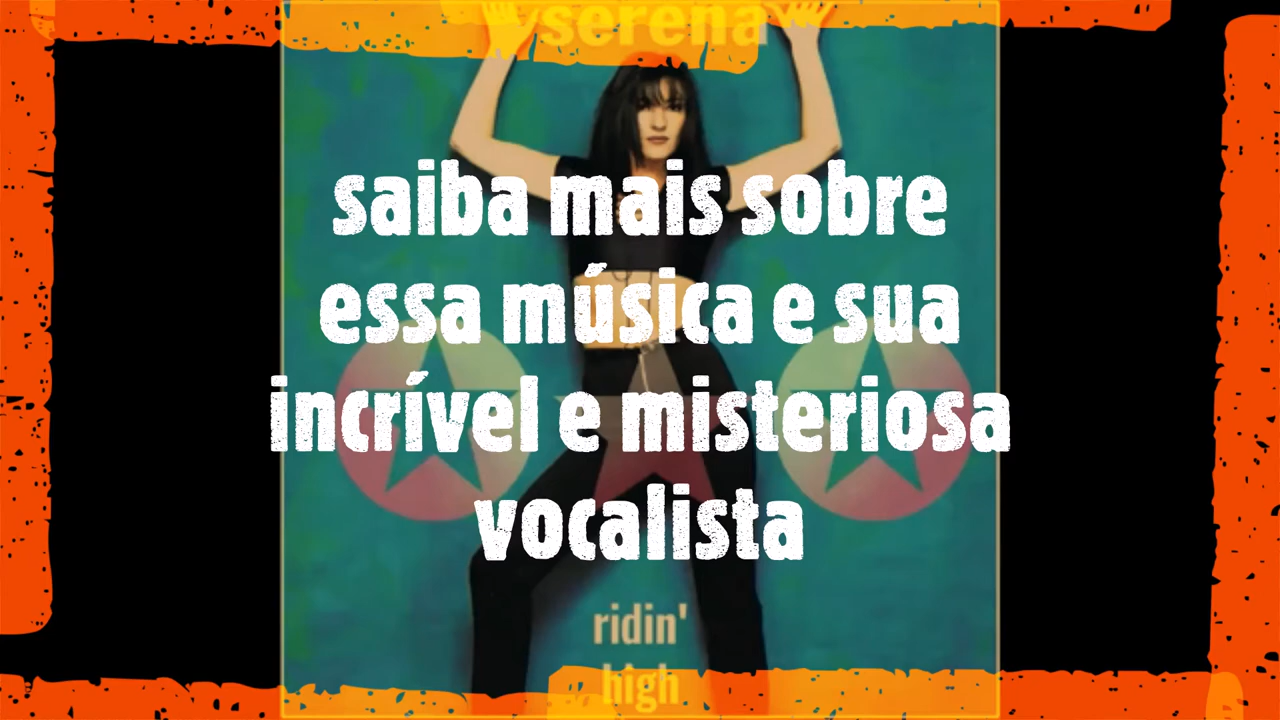 serena
saiba mais sobre
essa música e sua
incrível e misteriosa
vocalista
ridin'
high